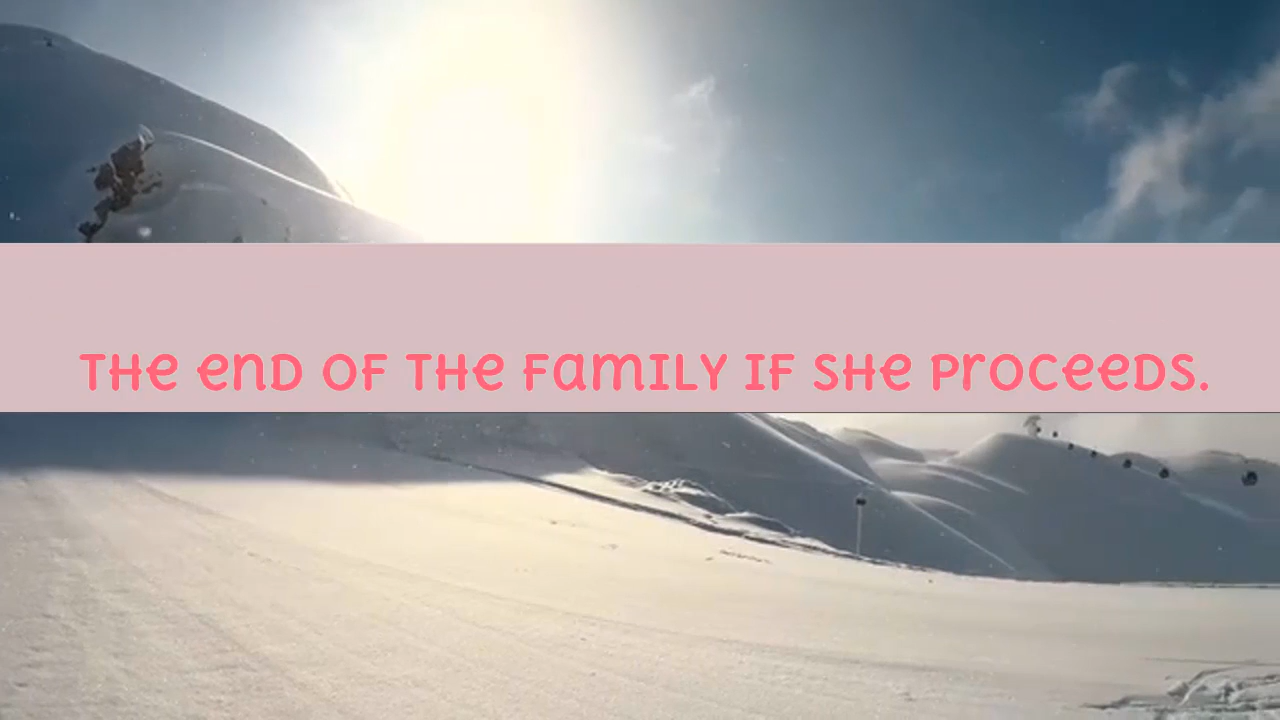 THE END OF THE FAMILY IF SHE PROCEEDS.